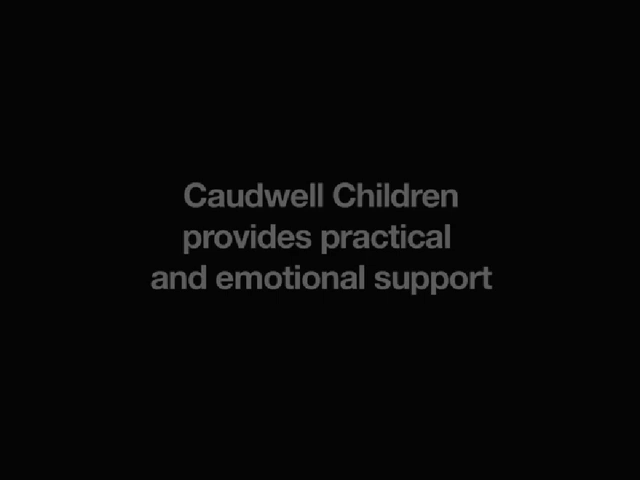 Caudwell Children
provides practical
and emotional support